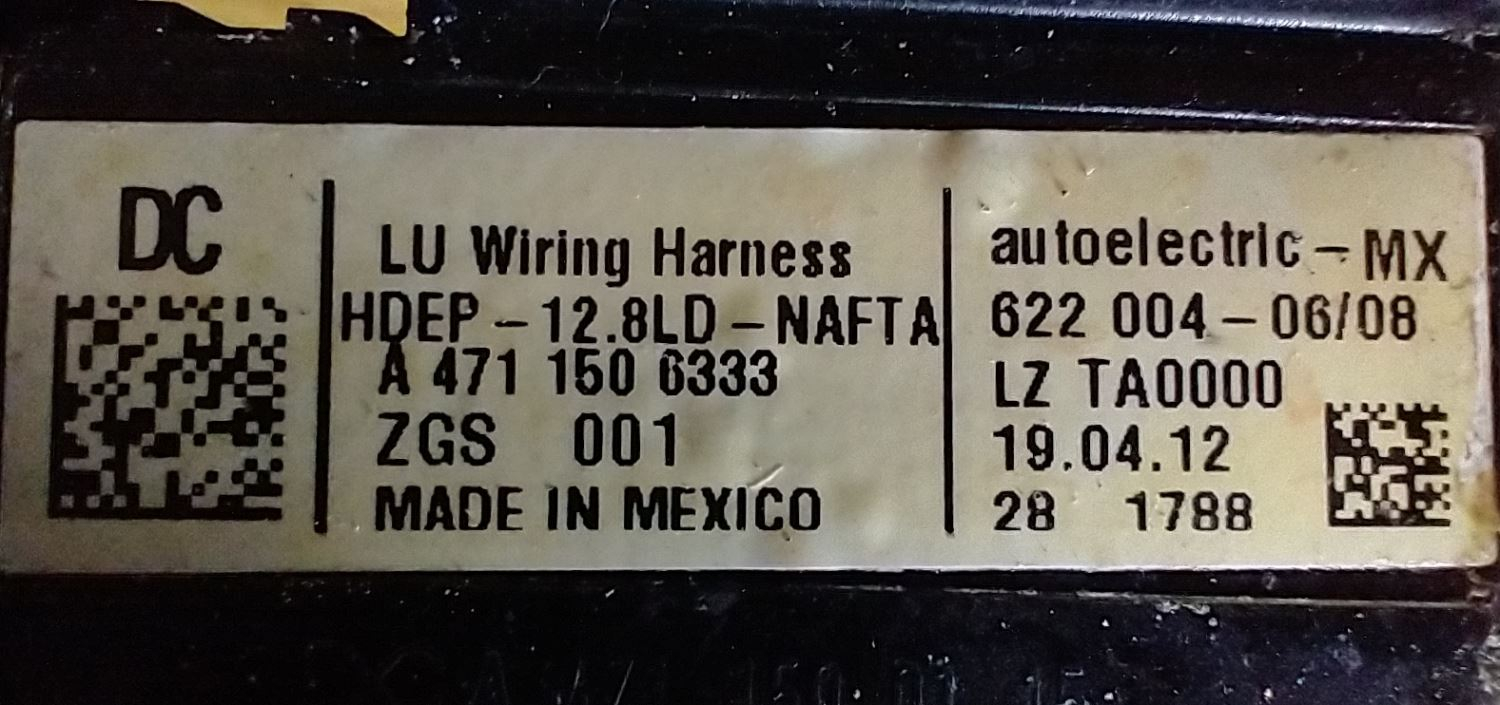 DC
LU Wiring Harness
HDEP - 12.8LD - NAFTA
A 471 150 6333
ZGS 001
MADE IN MEXICO
autoelectric - MX
622 004 - 06/08
LZ TA0000
19.04.12
28 1788